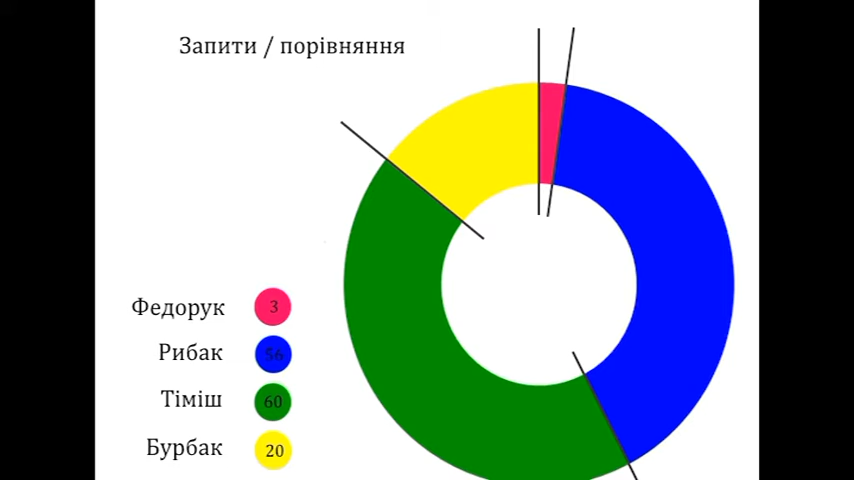 Запити / порівняння
Федорук 3
Рибак 56
Тіміш 60
Бурбак 20